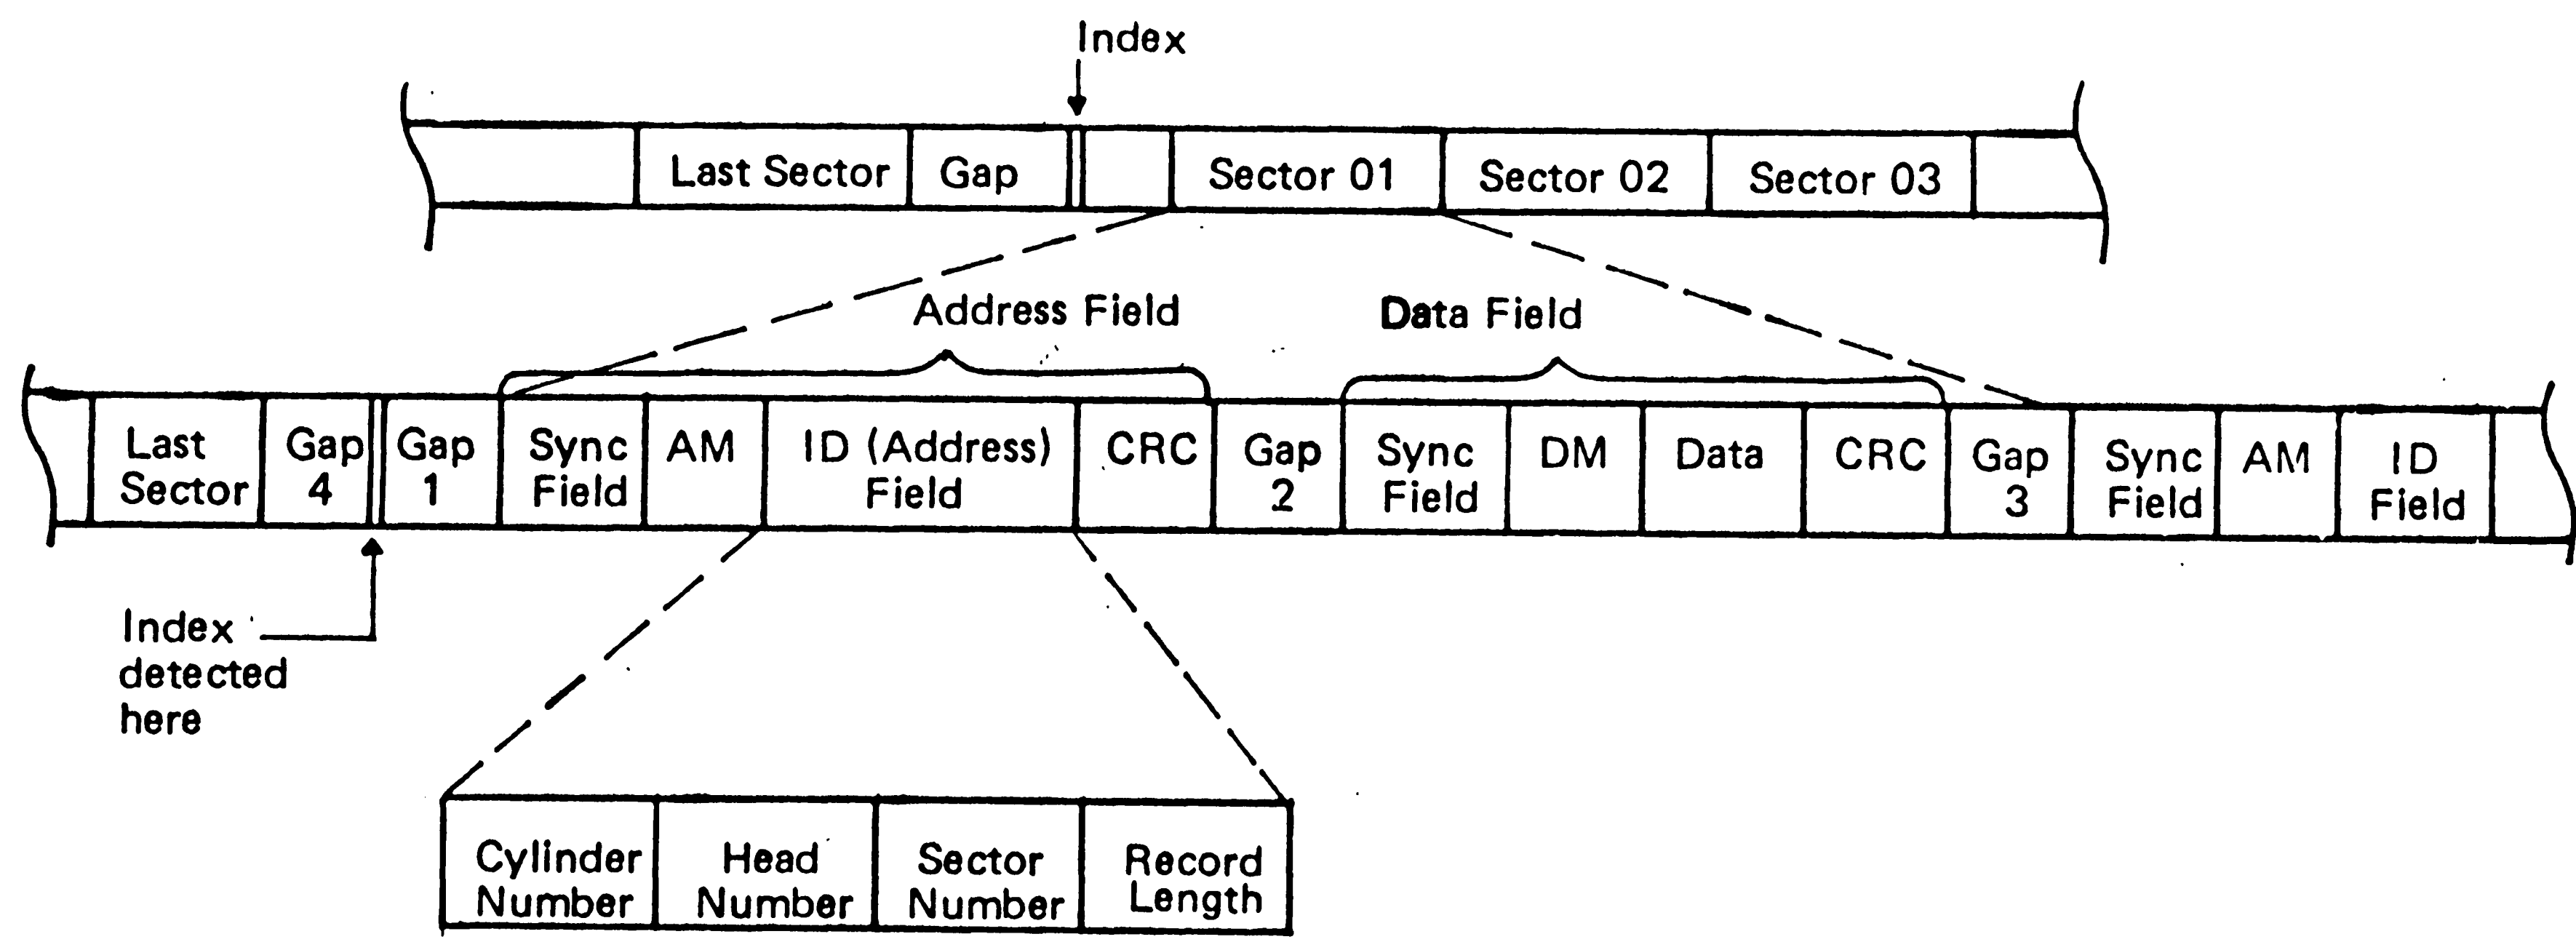 Index
Last Sector Gap Sector 01 Sector 02 Sector 03
Address Field Data Field
Last Sector
Gap 4
Gap 1
Sync Field
AM
ID (Address) Field
CRC
Gap 2
Sync Field
DM
Data
CRC
Gap 3
Sync Field
AM
ID Field
Index
detected
here
Cylinder Number
Head Number
Sector Number
Record Length